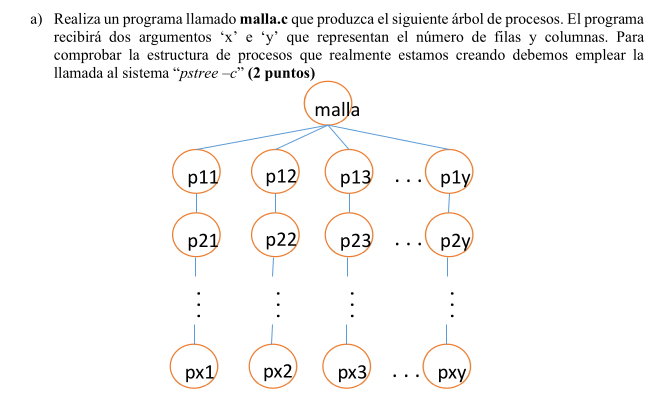 a) Realiza un programa llamado malla.c que produzca el siguiente árbol de procesos. El programa
recibirá dos argumentos ‘x’ e ‘y’ que representan el número de filas y columnas. Para
comprobar la estructura de procesos que realmente estamos creando debemos emplear la
llamada al sistema “pstree –c” (2 puntos)
malla
p11 p12 p13 . . . p1y
p21 p22 p23 . . . p2y
px1 px2 px3 . . . pxy